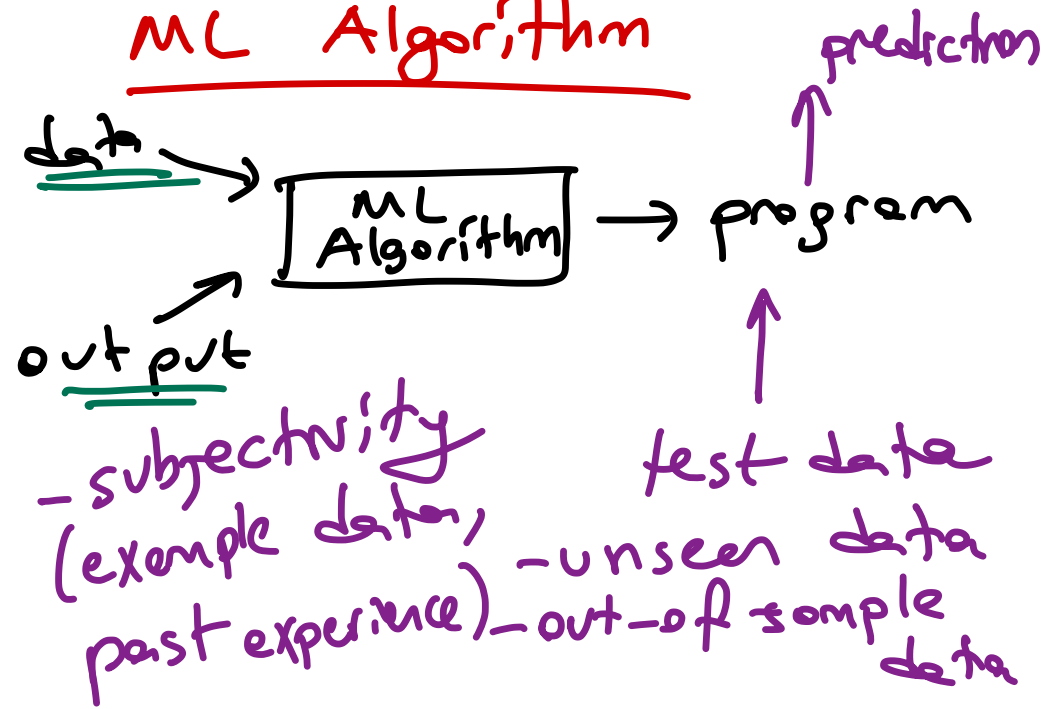 ML Algorithm
prediction
data
ML
Algorithm
program
output
- subjectivity
(example data,
past experience)
test data
- unseen data
- out-of sample
data